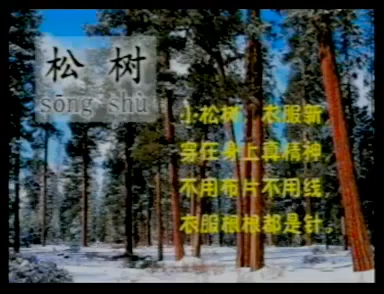 松树
sōng shù
小松树，衣服新，
穿在身上真精神，
不用布片不用线，
衣服根根都是针。